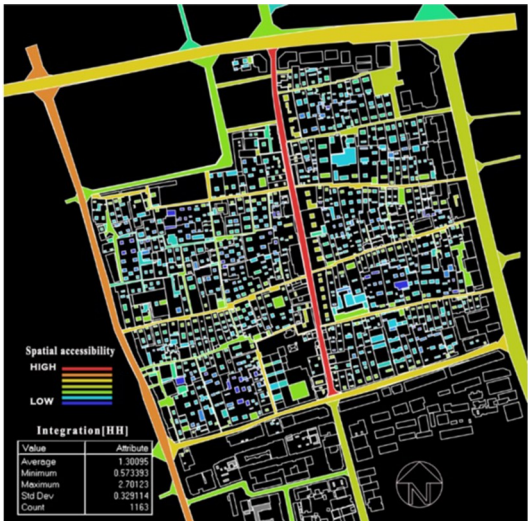 Spatial accessibility
HIGH
LOW
Integration[HH]
Value Attribute
Average 1.30095
Minimum 0.573393
Maximum 2.70123
Std Dev 0.329114
Count 1163
N